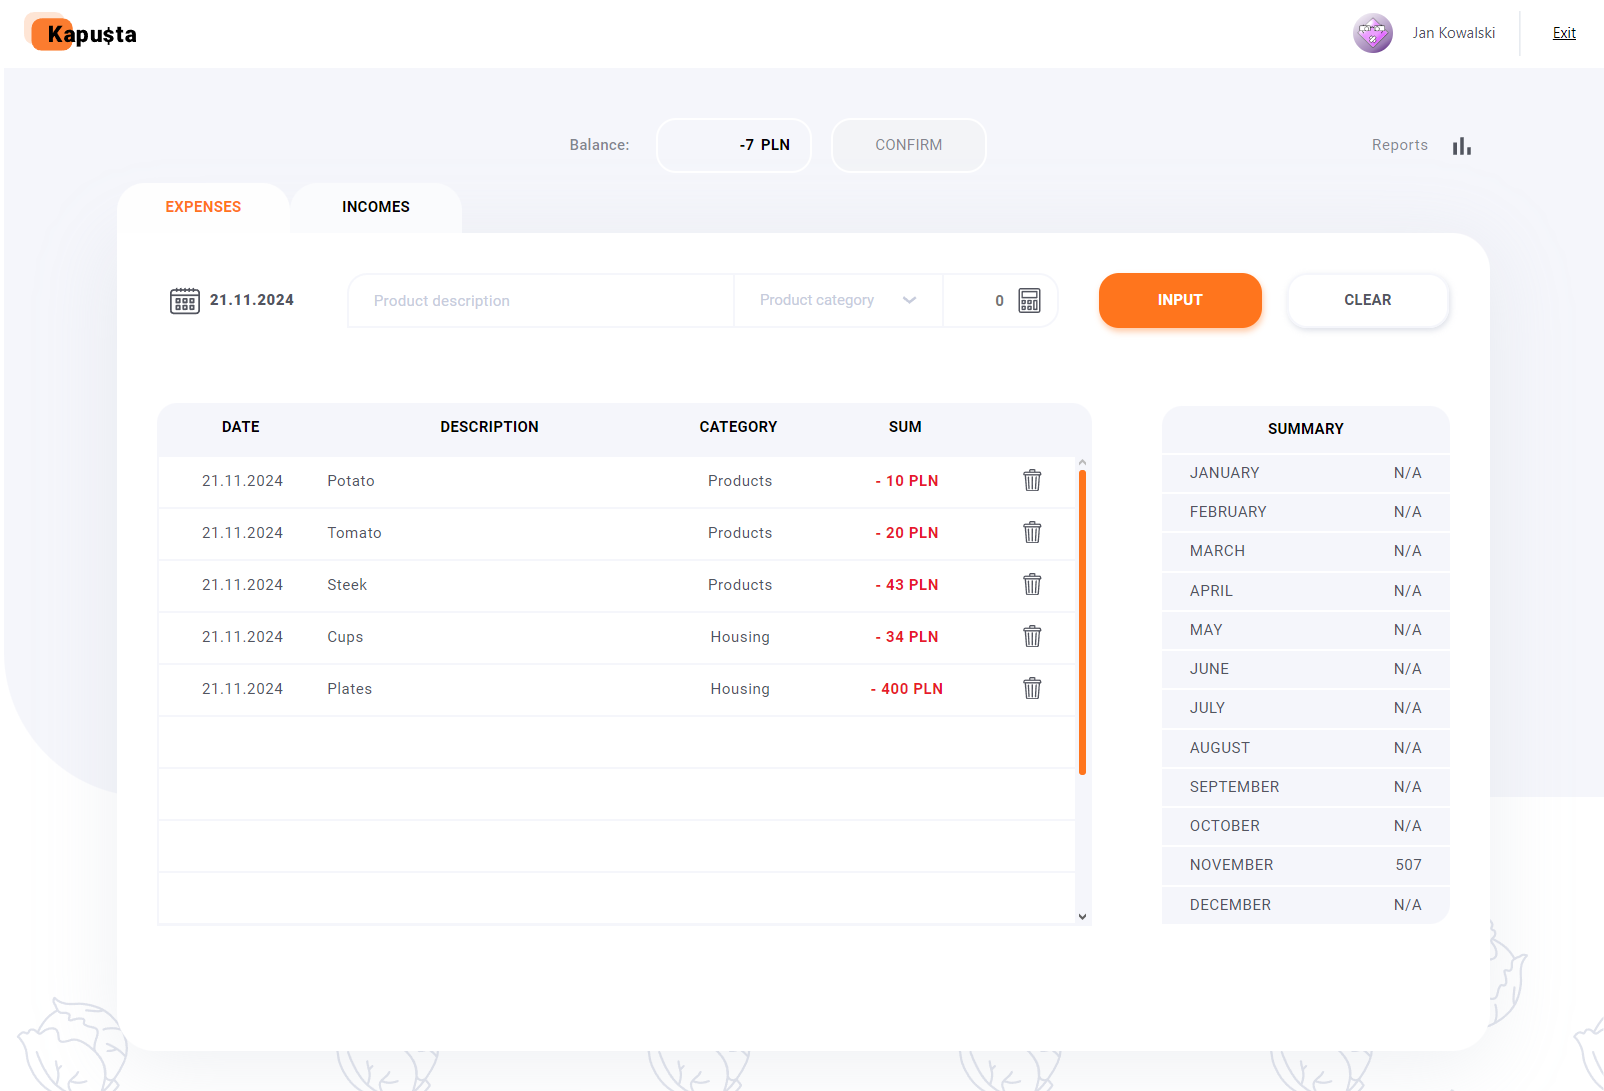 Kapu$ta
Jan Kowalski
Exit
Balance:
-7 PLN
CONFIRM
Reports
EXPENSES
INCOMES
21.11.2024
Product description
Product category
0
INPUT
CLEAR
DATE DESCRIPTION CATEGORY SUM
21.11.2024 Potato Products - 10 PLN
21.11.2024 Tomato Products - 20 PLN
21.11.2024 Steek Products - 43 PLN
21.11.2024 Cups Housing - 34 PLN
21.11.2024 Plates Housing - 400 PLN
SUMMARY
JANUARY N/A
FEBRUARY N/A
MARCH N/A
APRIL N/A
MAY N/A
JUNE N/A
JULY N/A
AUGUST N/A
SEPTEMBER N/A
OCTOBER N/A
NOVEMBER 507
DECEMBER N/A